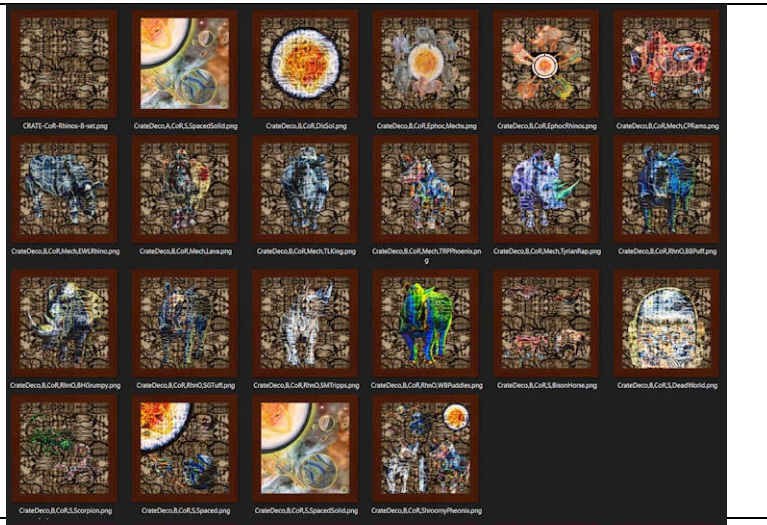 CRATE-CoR-Rhinos-B-set.png
CrateDeco,A,CoR,S,SpacedSolid.png
CrateDeco,B,CoR,DisSol.png
CrateDeco,B,CoR,Ephoc,Mechs.png
CrateDeco,B,CoR,EphocRhinos.png
CrateDeco,B,CoR,Mech,CPRams.png
CrateDeco,B,CoR,Mech,EWLRhino.png
CrateDeco,B,CoR,Mech,Lava.png
CrateDeco,B,CoR,Mech,TLKing.png
CrateDeco,B,CoR,Mech,TRPPhoenix.pn
g
CrateDeco,B,CoR,Mech,TyrianRap.png
CrateDeco,B,CoR,RhnO,BBPuff.png
CrateDeco,B,CoR,RhnO,BHGrumpy.png
CrateDeco,B,CoR,RhnO,SGTuff.png
CrateDeco,B,CoR,RhnO,SMTripps.png
CrateDeco,B,CoR,RhnO,WBPuddles.png
CrateDeco,B,CoR,S,BisonHorse.png
CrateDeco,B,CoR,S,DeadWorld.png
CrateDeco,B,CoR,S,Scorpion.png
CrateDeco,B,CoR,S,Spaced.png
CrateDeco,B,CoR,S,SpacedSolid.png
CrateDeco,B,CoR,ShroomyPheonix.png